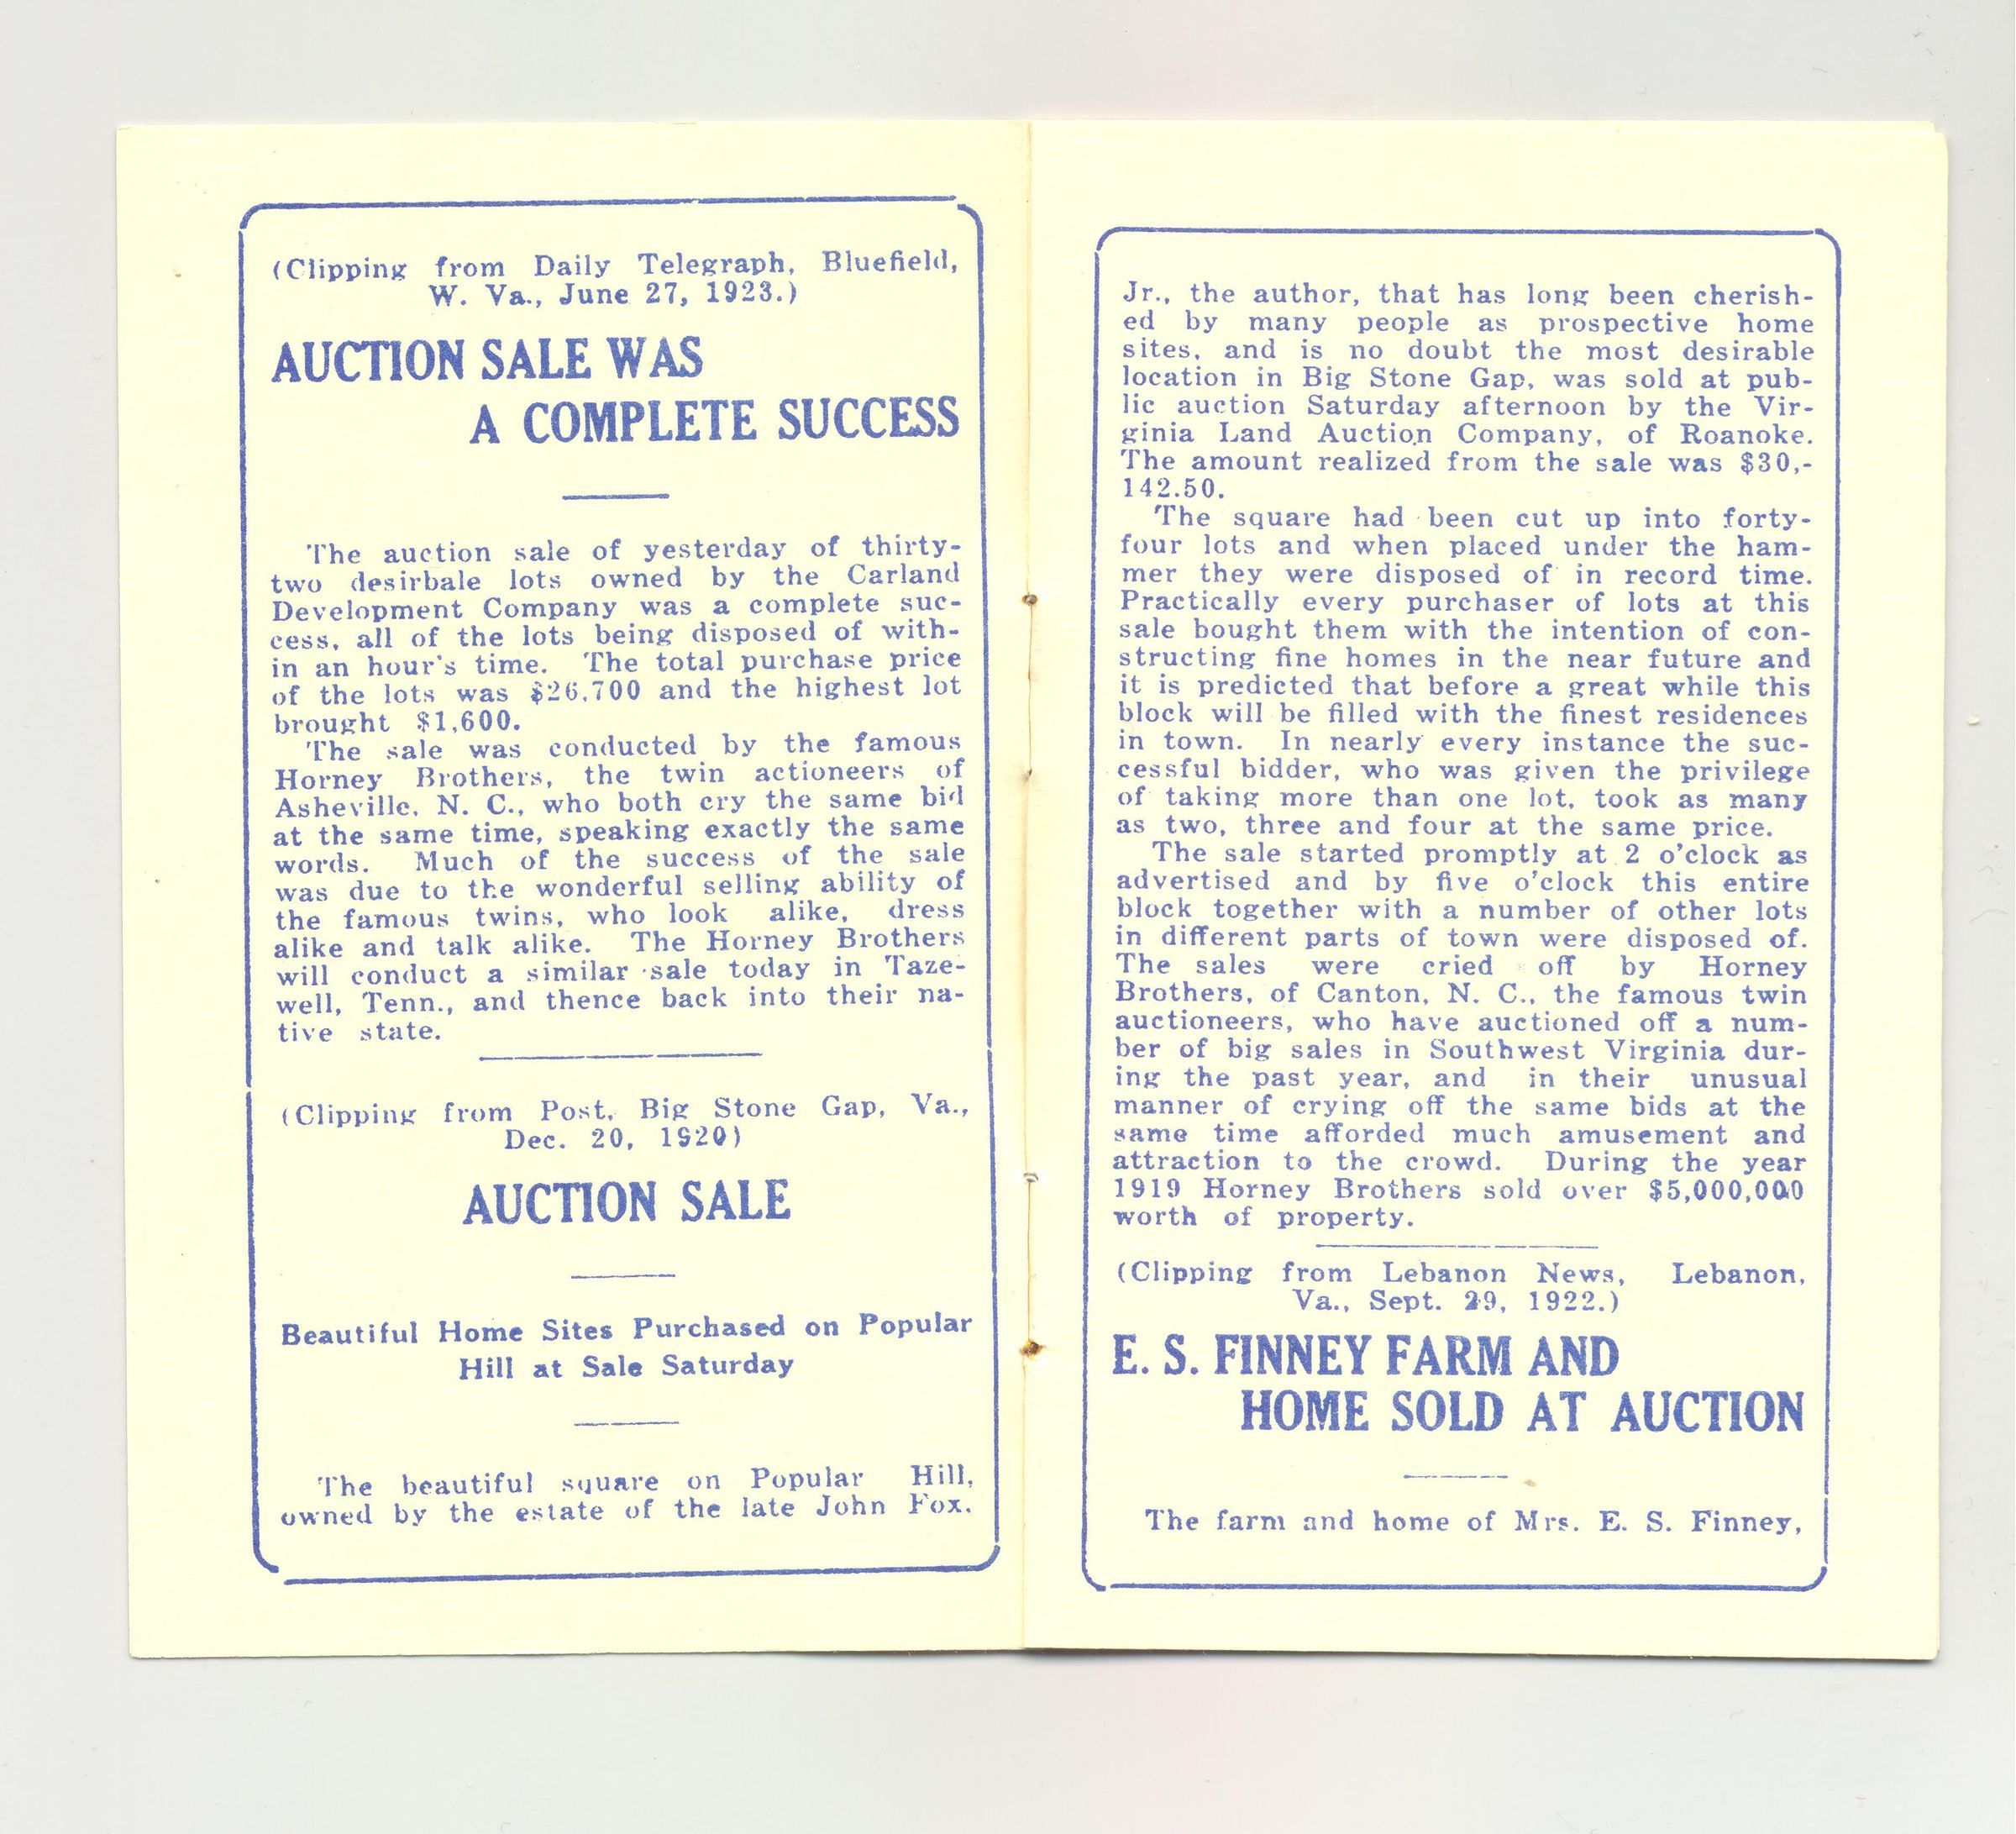 (Clipping from Daily Telegraph, Bluefield,
W. Va., June 27, 1923.)
AUCTION SALE WAS
A COMPLETE SUCCESS
The auction sale of yesterday of thirty-
two desirbale lots owned by the Carland
Development Company was a complete suc-
cess, all of the lots being disposed of with-
in an hour's time. The total purchase price
of the lots was $26,700 and the highest lot
brought $1,600.
The sale was conducted by the famous
Horney Brothers, the twin actioneers of
Asheville, N. C., who both cry the same bid
at the same time, speaking exactly the same
words. Much of the success of the sale
was due to the wonderful selling ability of
the famous twins, who look alike, dress
alike and talk alike. The Horney Brothers
will conduct a similar sale today in Taze-
well, Tenn., and thence back into their na-
tive state.
(Clipping from Post, Big Stone Gap, Va.,
Dec. 20, 1920)
AUCTION SALE
Beautiful Home Sites Purchased on Popular
Hill at Sale Saturday
The beautiful square on Popular Hill,
owned by the estate of the late John Fox,
Jr., the author, that has long been cherish-
ed by many people as prospective home
sites, and is no doubt the most desirable
location in Big Stone Gap, was sold at pub-
lic auction Saturday afternoon by the Vir-
ginia Land Auction Company, of Roanoke.
The amount realized from the sale was $30,-
142.50.
The square had been cut up into forty-
four lots and when placed under the ham-
mer they were disposed of in record time.
Practically every purchaser of lots at this
sale bought them with the intention of con-
structing fine homes in the near future and
it is predicted that before a great while this
block will be filled with the finest residences
in town. In nearly every instance the suc-
cessful bidder, who was given the privilege
of taking more than one lot, took as many
as two, three and four at the same price.
The sale started promptly at 2 o'clock as
advertised and by five o'clock this entire
block together with a number of other lots
in different parts of town were disposed of.
The sales were cried off by Horney
Brothers, of Canton, N. C., the famous twin
auctioneers, who have auctioned off a num-
ber of big sales in Southwest Virginia dur-
ing the past year, and in their unusual
manner of crying off the same bids at the
same time afforded much amusement and
attraction to the crowd. During the year
1919 Horney Brothers sold over $5,000,000
worth of property.
(Clipping from Lebanon News, Lebanon,
Va., Sept. 29, 1922.)
E. S. FINNEY FARM AND
HOME SOLD AT AUCTION
The farm and home of Mrs. E. S. Finney,